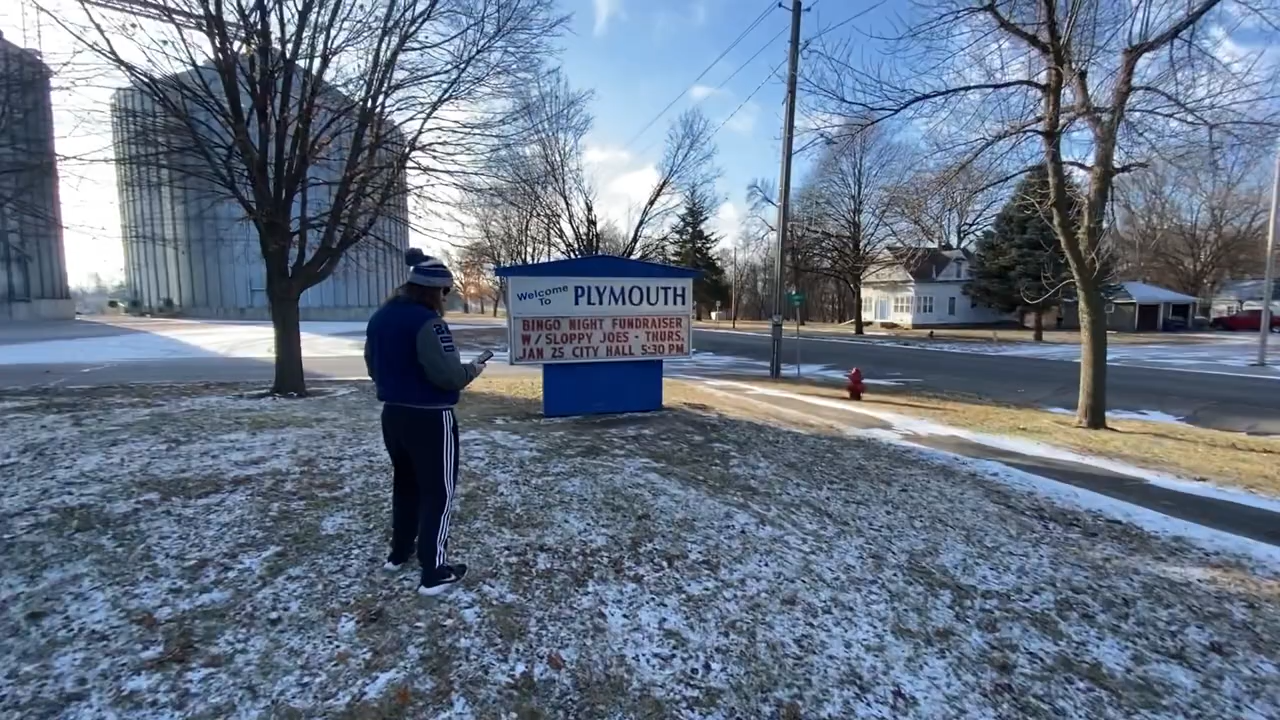 Welcome
To
PLYMOUTH
BINGO NIGHT FUNDRAISER
W/ SLOPPY JOES - THURS.
JAN 25 CITY HALL 5:30 PM